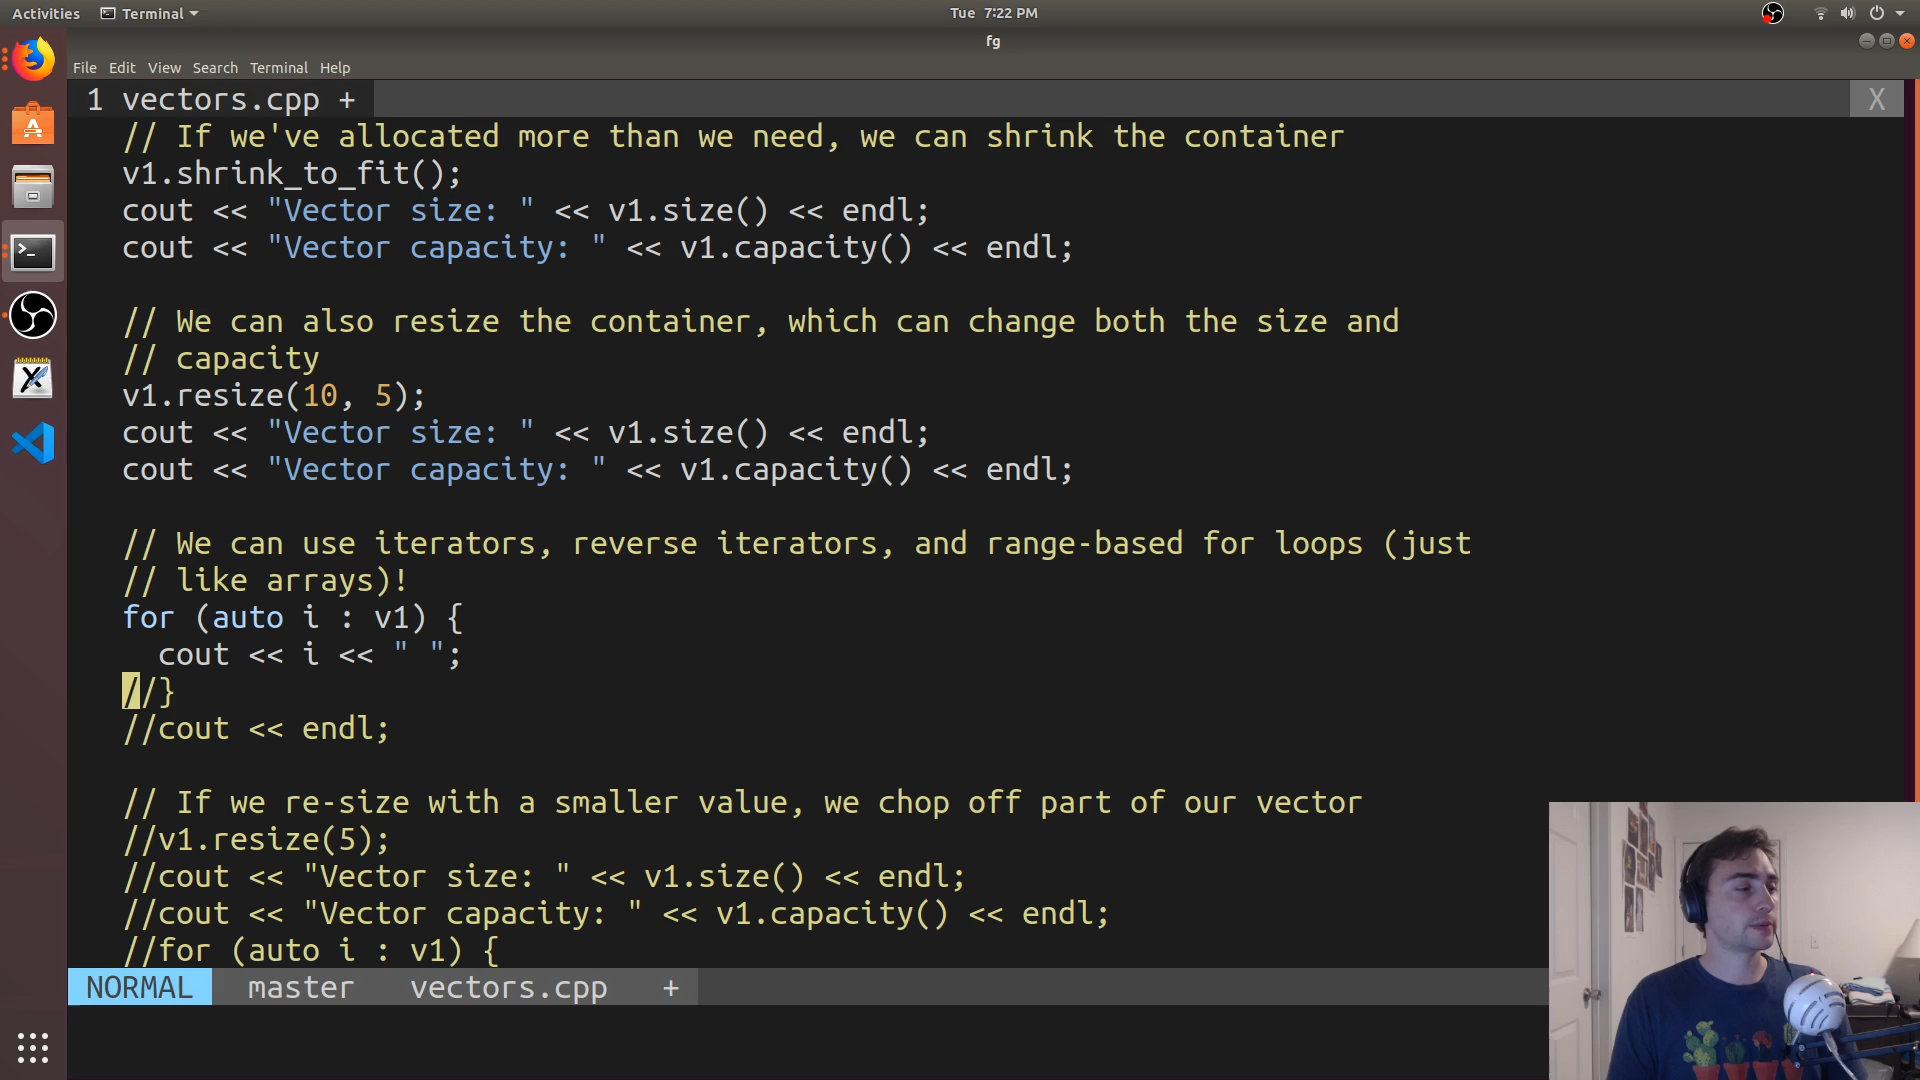 Activities Terminal Tue 7:22 PM
fg
File Edit View Search Terminal Help
1 vectors.cpp + X
// If we've allocated more than we need, we can shrink the container
v1.shrink_to_fit();
cout << "Vector size: " << v1.size() << endl;
cout << "Vector capacity: " << v1.capacity() << endl;
// We can also resize the container, which can change both the size and
// capacity
v1.resize(10, 5);
cout << "Vector size: " << v1.size() << endl;
cout << "Vector capacity: " << v1.capacity() << endl;
// We can use iterators, reverse iterators, and range-based for loops (just
// like arrays)!
for (auto i : v1) {
cout << i << " ";
//}
//cout << endl;
// If we re-size with a smaller value, we chop off part of our vector
//v1.resize(5);
//cout << "Vector size: " << v1.size() << endl;
//cout << "Vector capacity: " << v1.capacity() << endl;
//for (auto i : v1) {
NORMAL master vectors.cpp +